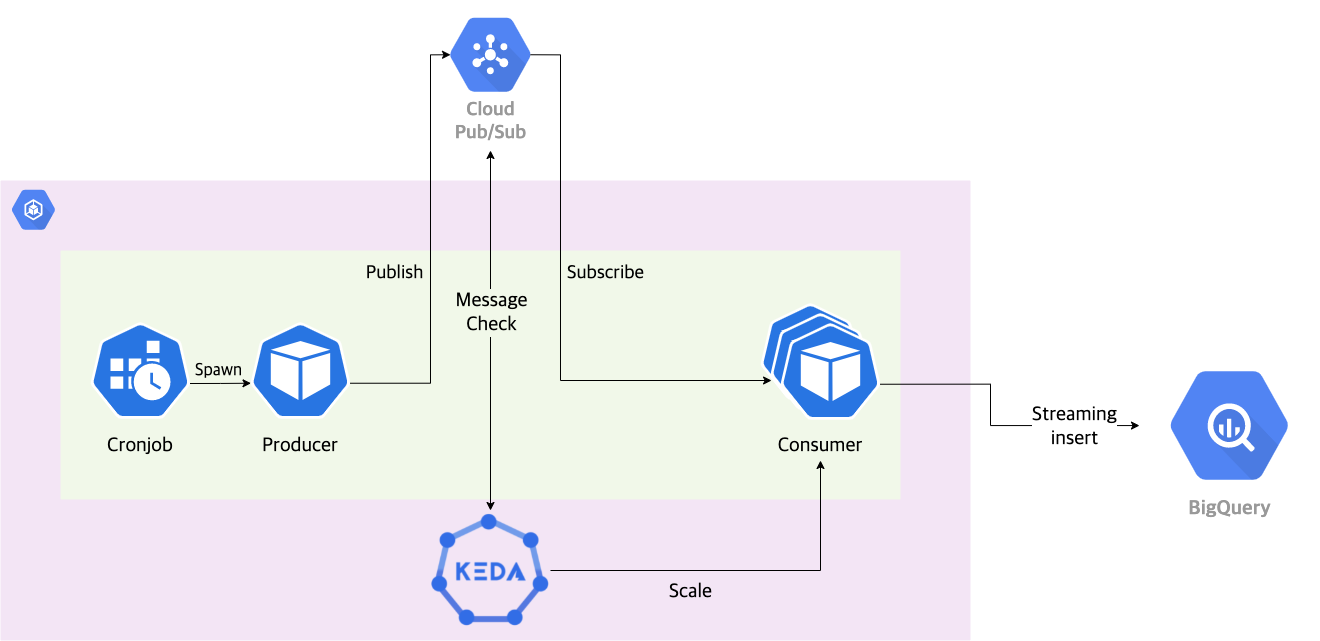 Cloud
Pub/Sub
Publish
Subscribe
Message
Check
Spawn
Cronjob
Producer
Consumer
Streaming
insert
BigQuery
KEDA
Scale